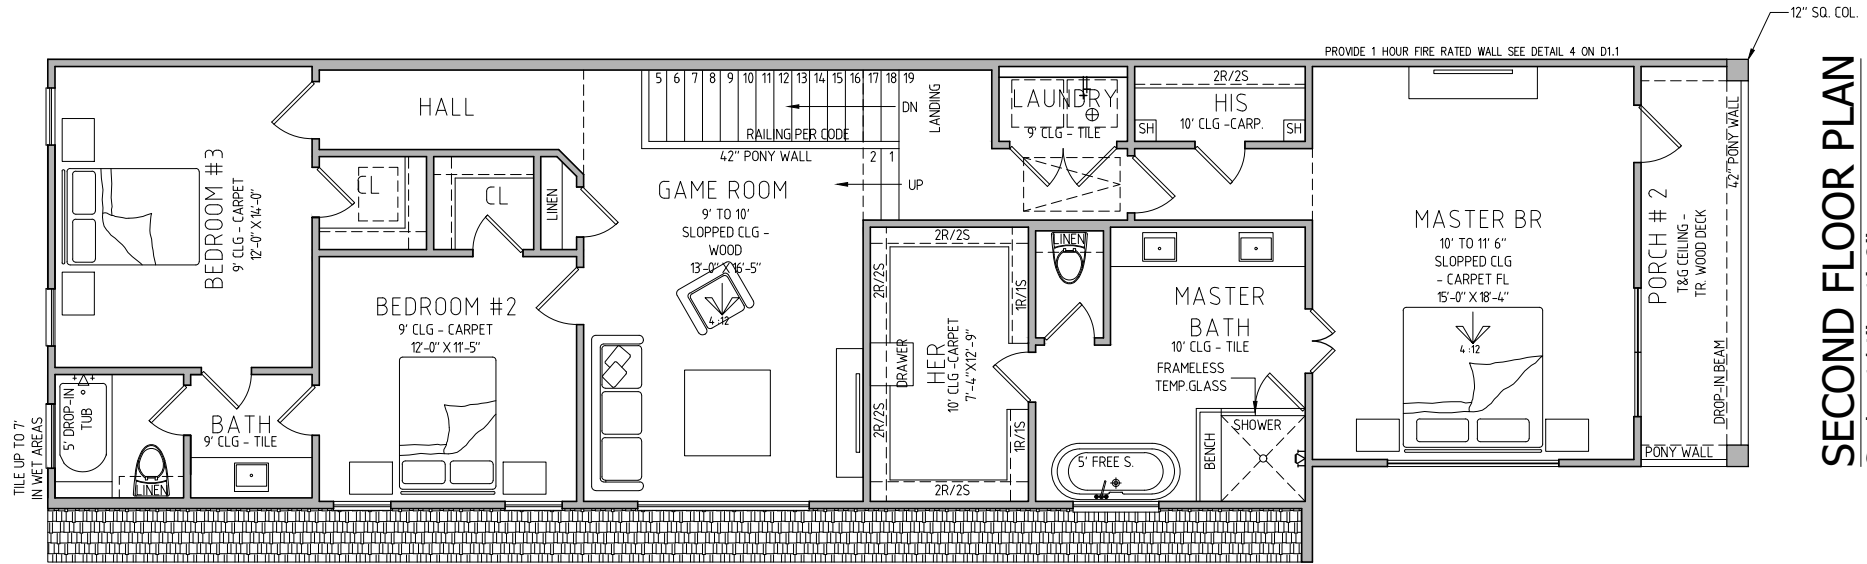 12" SQ. COL.
PROVIDE 1 HOUR FIRE RATED WALL SEE DETAIL 4 ON D1.1
HALL
5 6 7 8 9 10 11 12 13 14 15 16 17 18 19
DN
LANDING
RAILING PER CODE
42" PONY WALL
2 1
UP
LAUNDRY
9' CLG - TILE
2R/2S
HIS
10' CLG -CARP.
SH
SH
BEDROOM #3
9' CLG - CARPET
12'-0" X 14'-0"
CL
CL
LINEN
GAME ROOM
9' TO 10'
SLOPPED CLG -
WOOD
13'-0" X 16'-5"
4:12
BEDROOM #2
9' CLG - CARPET
12'-0" X 11'-5"
2R/2S
2R/2S
1R/1S
DRAWER
HER
10' CLG -CARPET
7'-4"X12'-9"
2R/2S
1R/1S
2R/2S
LINEN
MASTER
BATH
10' CLG - TILE
FRAMELESS
TEMP.GLASS
SHOWER
BENCH
5' FREE S.
MASTER BR
10' TO 11' 6"
SLOPPED CLG
- CARPET FL
15'-0" X 18'-4"
4:12
42" PONY WALL
PORCH # 2
T&G CEILING -
TR. WOOD DECK
DROP-IN BEAM
PONY WALL
TILE UP TO 7'
IN WET AREAS
5' DROP-IN
TUB
BATH
9' CLG - TILE
LINEN
SECOND FLOOR PLAN